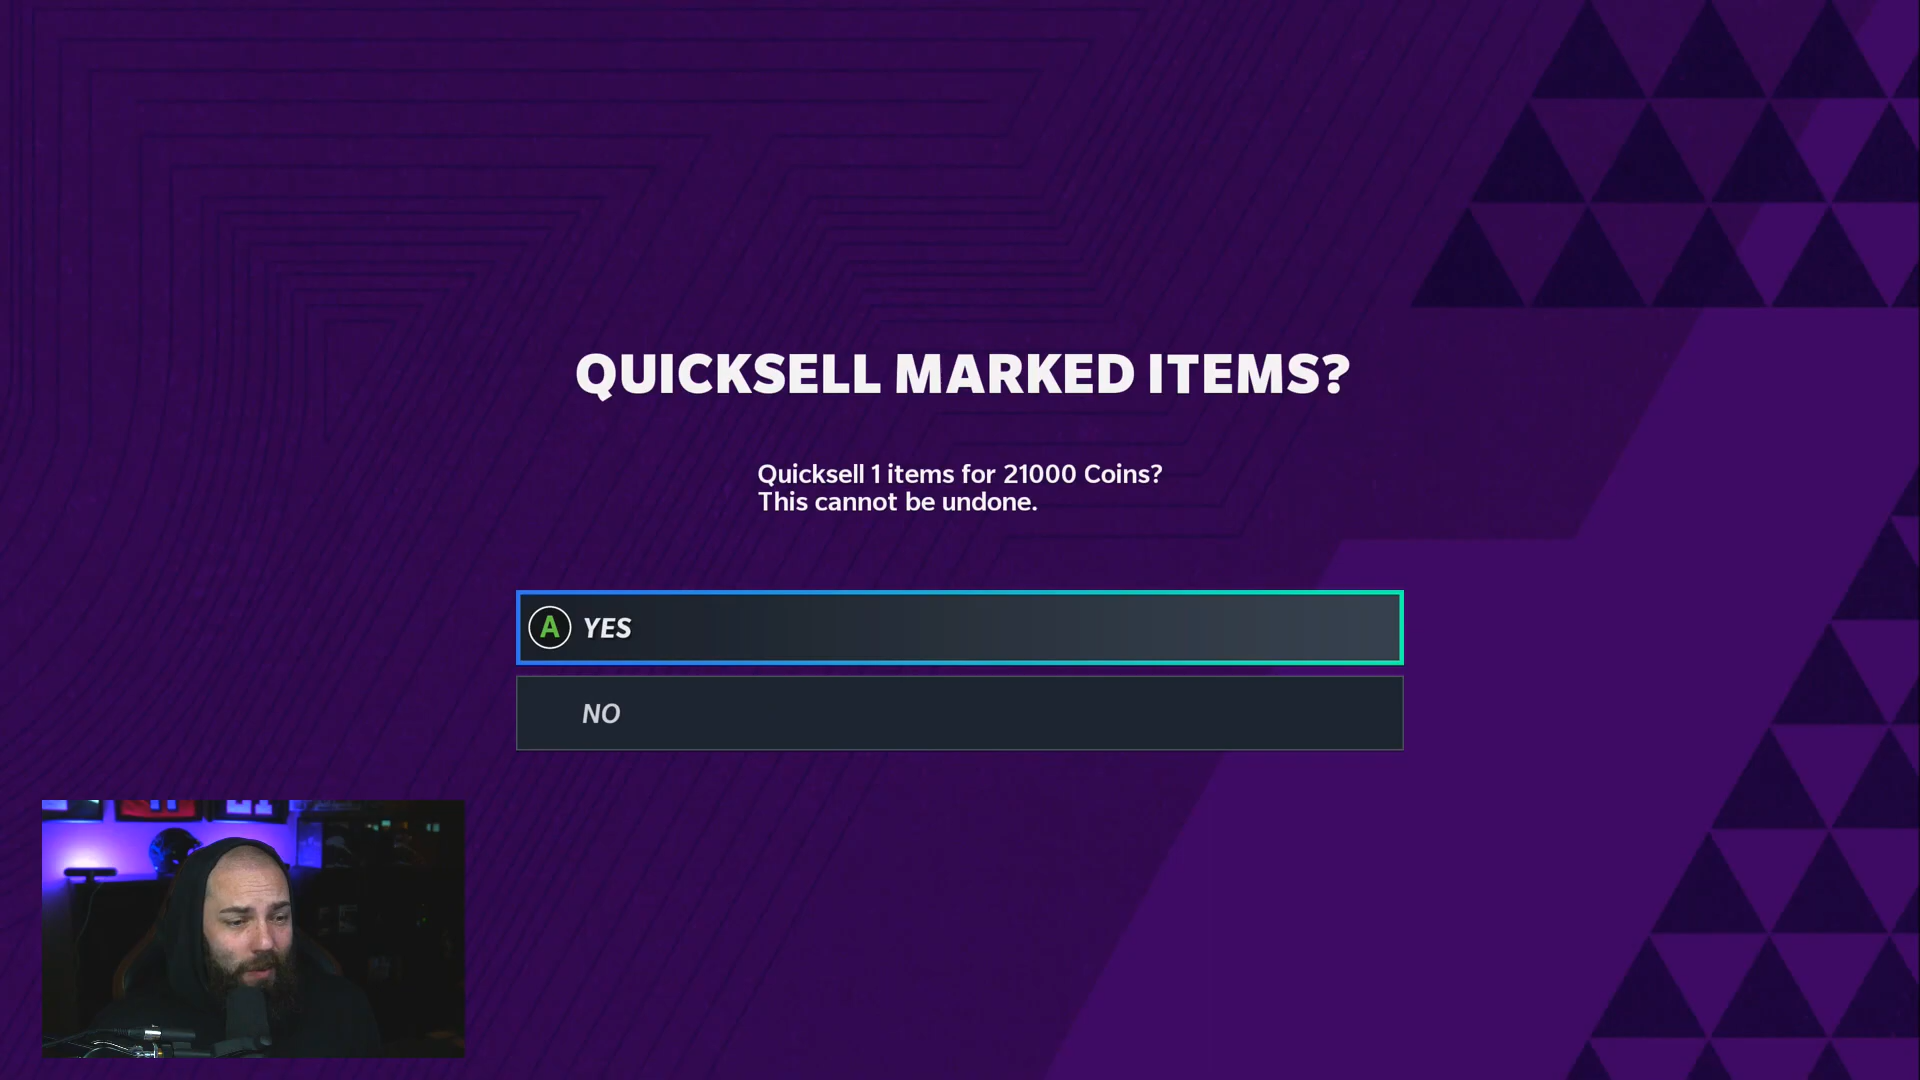 QUICKSELL MARKED ITEMS?
Quicksell 1 items for 21000 Coins?
This cannot be undone.
A YES
NO